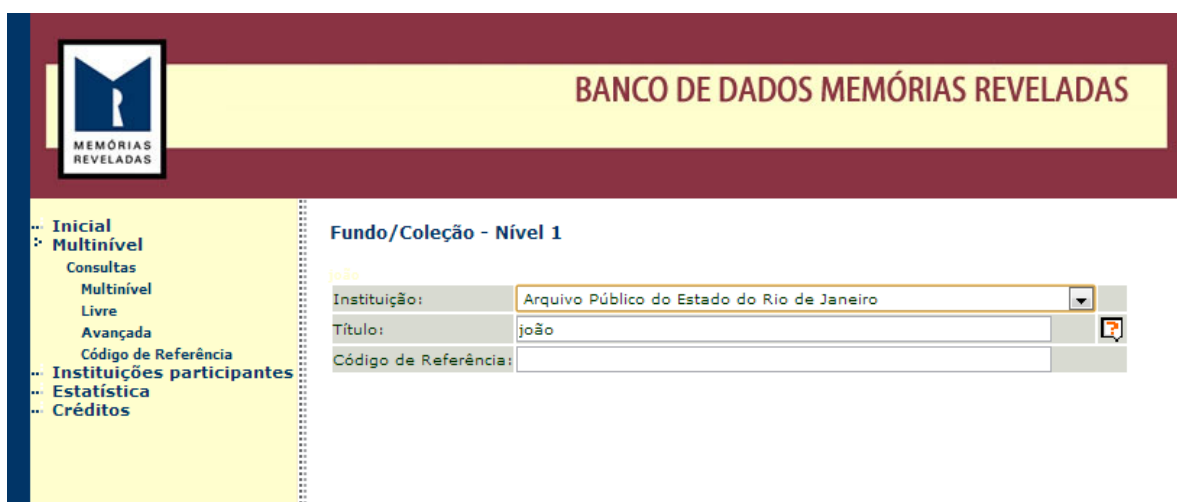 BANCO DE DADOS MEMÓRIAS REVELADAS
R
MEMÓRIAS
REVELADAS
Inicial
Multinível
Consultas
Multinível
Livre
Avançada
Código de Referência
Instituições participantes
Estatística
Créditos
Fundo/Coleção - Nível 1
joão
Instituição: Arquivo Público do Estado do Rio de Janeiro
Título: joão ?
Código de Referência: